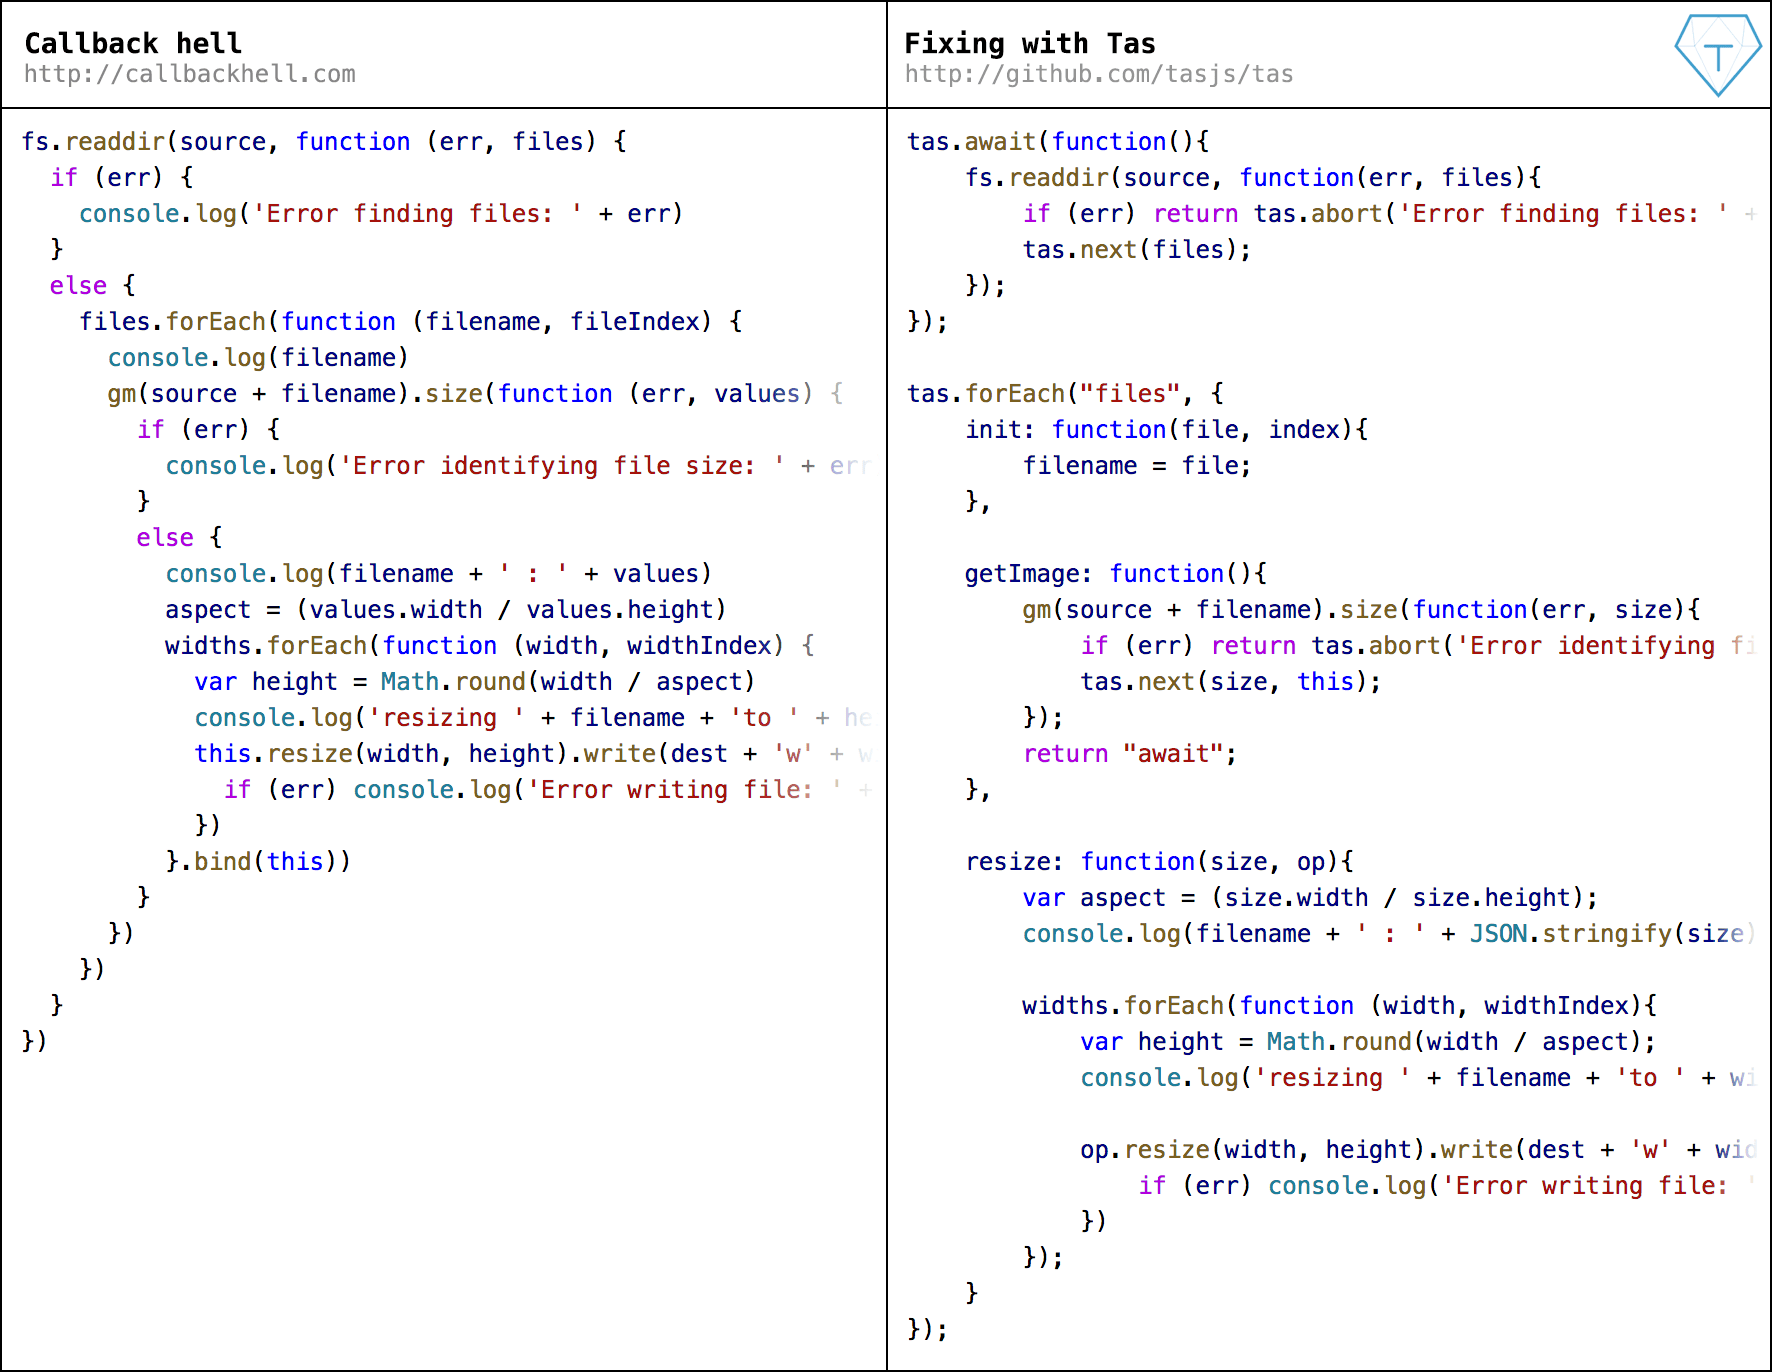 Callback hell
http://callbackhell.com
fs.readdir(source, function (err, files) {
  if (err) {
    console.log('Error finding files: ' + err)
  }
  else {
    files.forEach(function (filename, fileIndex) {
      console.log(filename)
      gm(source + filename).size(function (err, values) {
        if (err) {
          console.log('Error identifying file size: ' + err
        }
        else {
          console.log(filename + ' : ' + values)
          aspect = (values.width / values.height)
          widths.forEach(function (width, widthIndex) {
            var height = Math.round(width / aspect)
            console.log('resizing ' + filename + 'to ' + he
            this.resize(width, height).write(dest + 'w' + w
              if (err) console.log('Error writing file: ' +
            })
          }.bind(this))
        }
      })
    })
  }
})
Fixing with Tas
http://github.com/tasjs/tas
T
tas.await(function(){
    fs.readdir(source, function(err, files){
        if (err) return tas.abort('Error finding files: ' +
        tas.next(files);
    });
});

tas.forEach("files", {
    init: function(file, index){
        filename = file;
    },

    getImage: function(){
        gm(source + filename).size(function(err, size){
            if (err) return tas.abort('Error identifying fi
            tas.next(size, this);
        });
        return "await";
    },

    resize: function(size, op){
        var aspect = (size.width / size.height);
        console.log(filename + ' : ' + JSON.stringify(size)

        widths.forEach(function (width, widthIndex){
            var height = Math.round(width / aspect);
            console.log('resizing ' + filename + 'to ' + wi

            op.resize(width, height).write(dest + 'w' + wid
                if (err) console.log('Error writing file: '
            })
        });
    }
});